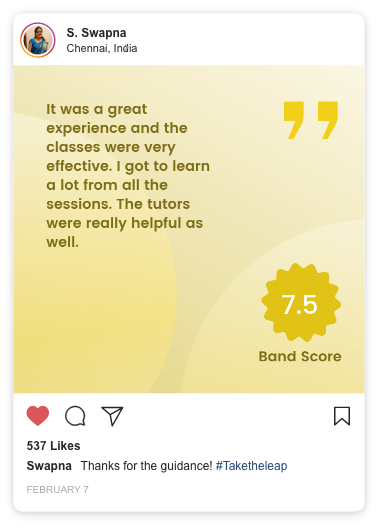 S. Swapna
Chennai, India
It was a great
experience and the
classes were very
effective. I got to learn
a lot from all the
sessions. The tutors
were really helpful as
well.
7.5
Band Score
537 Likes
Swapna Thanks for the guidance! #Taketheleap
FEBRUARY 7